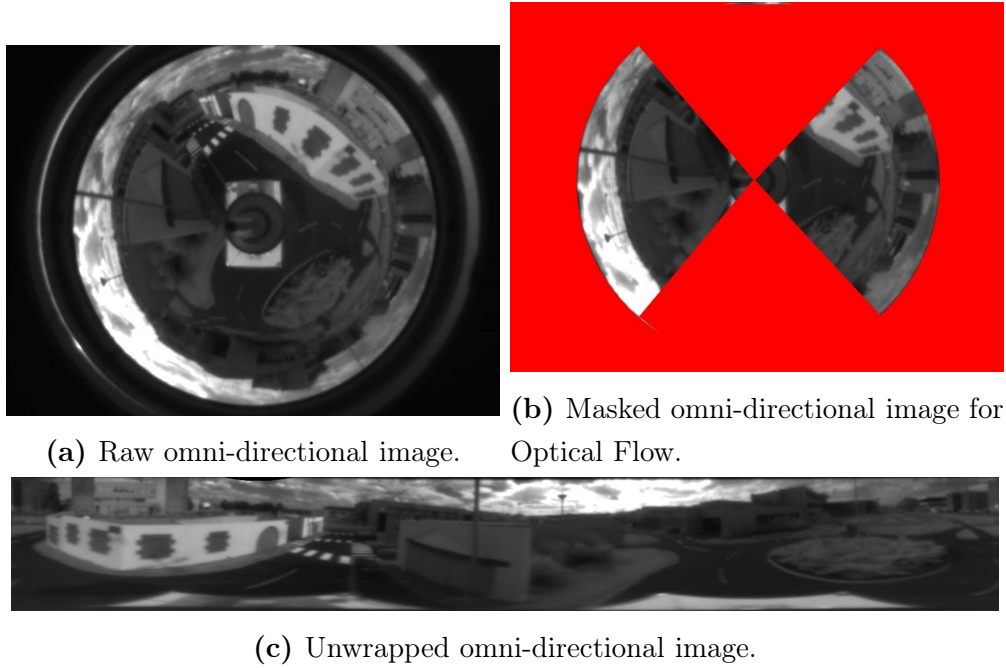 (a) Raw omni-directional image.
(b) Masked omni-directional image for
Optical Flow.
(c) Unwrapped omni-directional image.